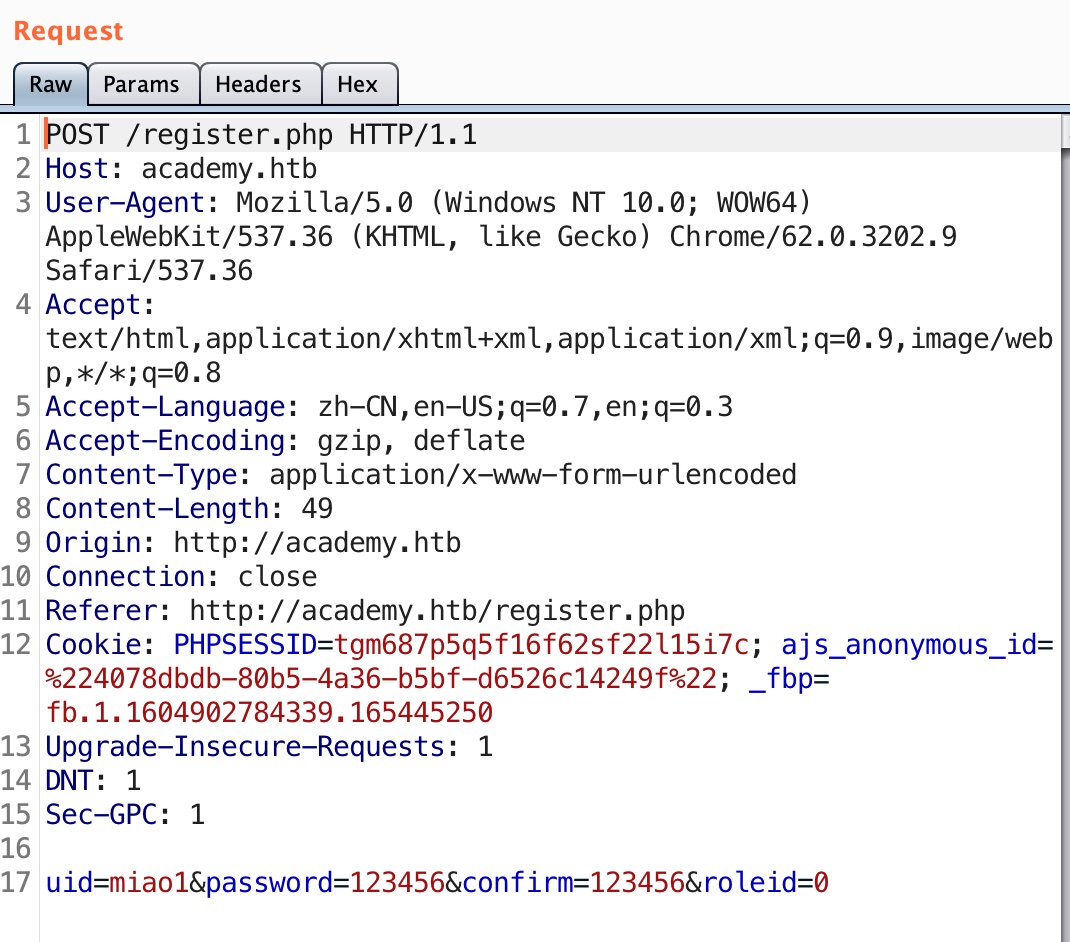 Request
Raw Params Headers Hex
1 POST /register.php HTTP/1.1
2 Host: academy.htb
3 User-Agent: Mozilla/5.0 (Windows NT 10.0; WOW64)
AppleWebKit/537.36 (KHTML, like Gecko) Chrome/62.0.3202.9
Safari/537.36
4 Accept:
text/html,application/xhtml+xml,application/xml;q=0.9,image/web
p,*/*;q=0.8
5 Accept-Language: zh-CN,en-US;q=0.7,en;q=0.3
6 Accept-Encoding: gzip, deflate
7 Content-Type: application/x-www-form-urlencoded
8 Content-Length: 49
9 Origin: http://academy.htb
10 Connection: close
11 Referer: http://academy.htb/register.php
12 Cookie: PHPSESSID=tgm687p5q5f16f62sf22l15i7c; ajs_anonymous_id=
%224078dbdb-80b5-4a36-b5bf-d6526c14249f%22; _fbp=
fb.1.1604902784339.165445250
13 Upgrade-Insecure-Requests: 1
14 DNT: 1
15 Sec-GPC: 1
16
17 uid=miao1&password=123456&confirm=123456&roleid=0